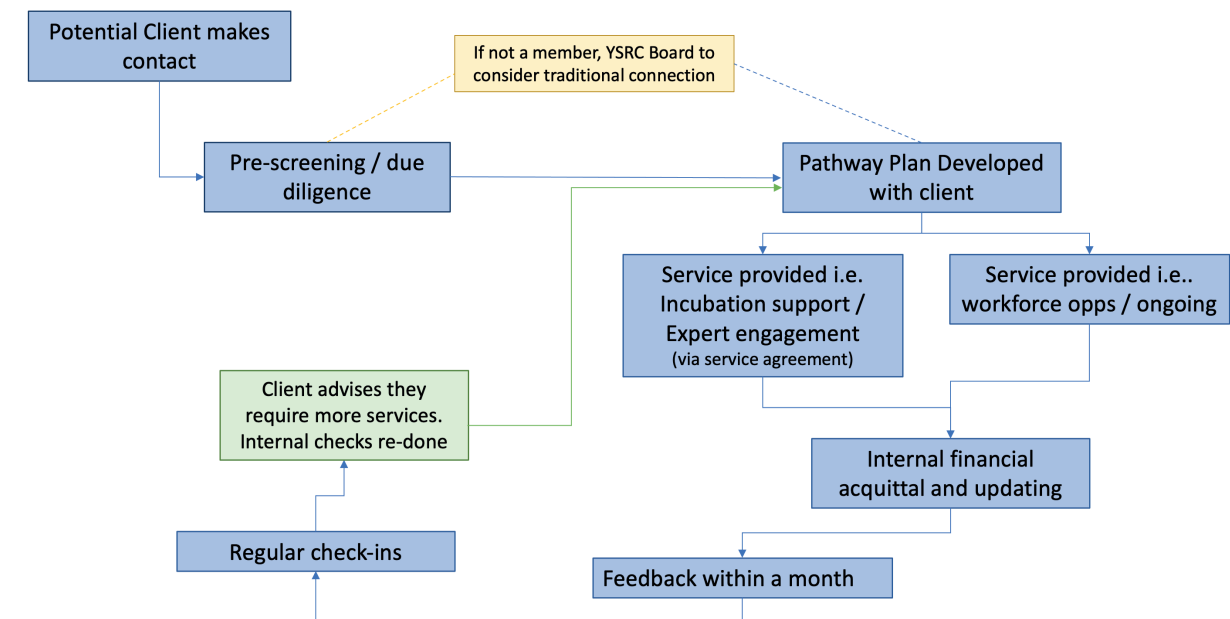 Potential Client makes
contact
If not a member, YSRC Board to
consider traditional connection
Pre-screening / due
diligence
Pathway Plan Developed
with client
Service provided i.e.
Incubation support /
Expert engagement
(via service agreement)
Service provided i.e..
workforce opps / ongoing
Client advises they
require more services.
Internal checks re-done
Internal financial
acquittal and updating
Regular check-ins
Feedback within a month